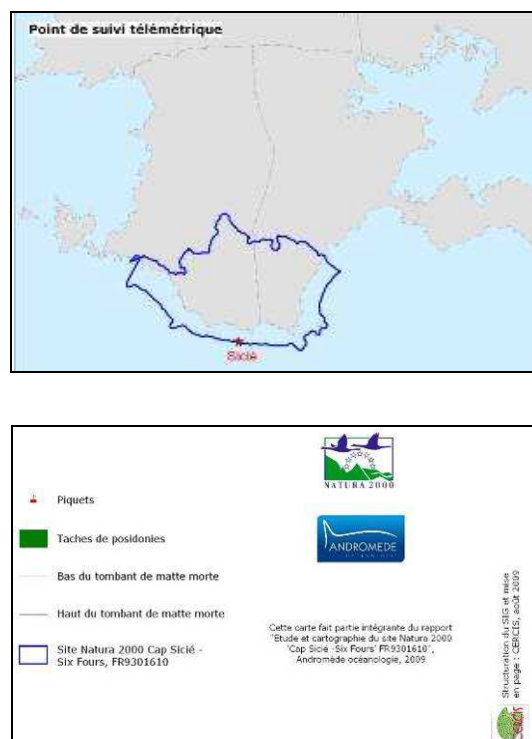 Point de suivi télémétrique
Sicié
NATURA 2000
Piquets
ANDROMEDE
Taches de posidonies
Bas du tombant de matte morte
Haut du tombant de matte morte
Site Natura 2000 Cap Sicié -
Six Fours, FR9301610
Cette carte fait partie intégrante du rapport
"Etude et cartographie du site Natura 2000
'Cap Sicié -Six Fours' FR9301610",
Andromède océanologie, 2009
Structuration du SIG et mise
en page : CERCIS, août 2009
CERCIS